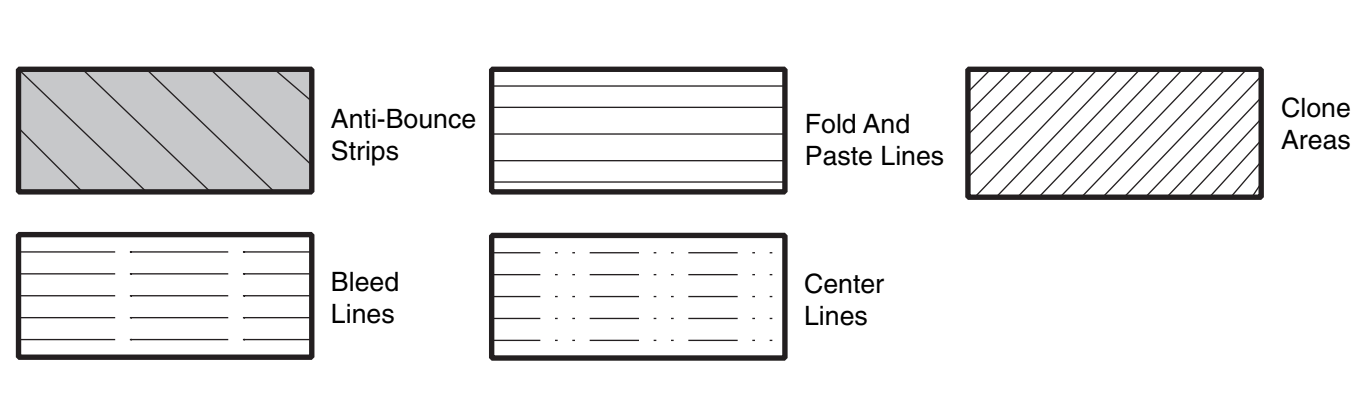 Anti-Bounce
Strips
Fold And
Paste Lines
Clone
Areas
Bleed
Lines
Center
Lines